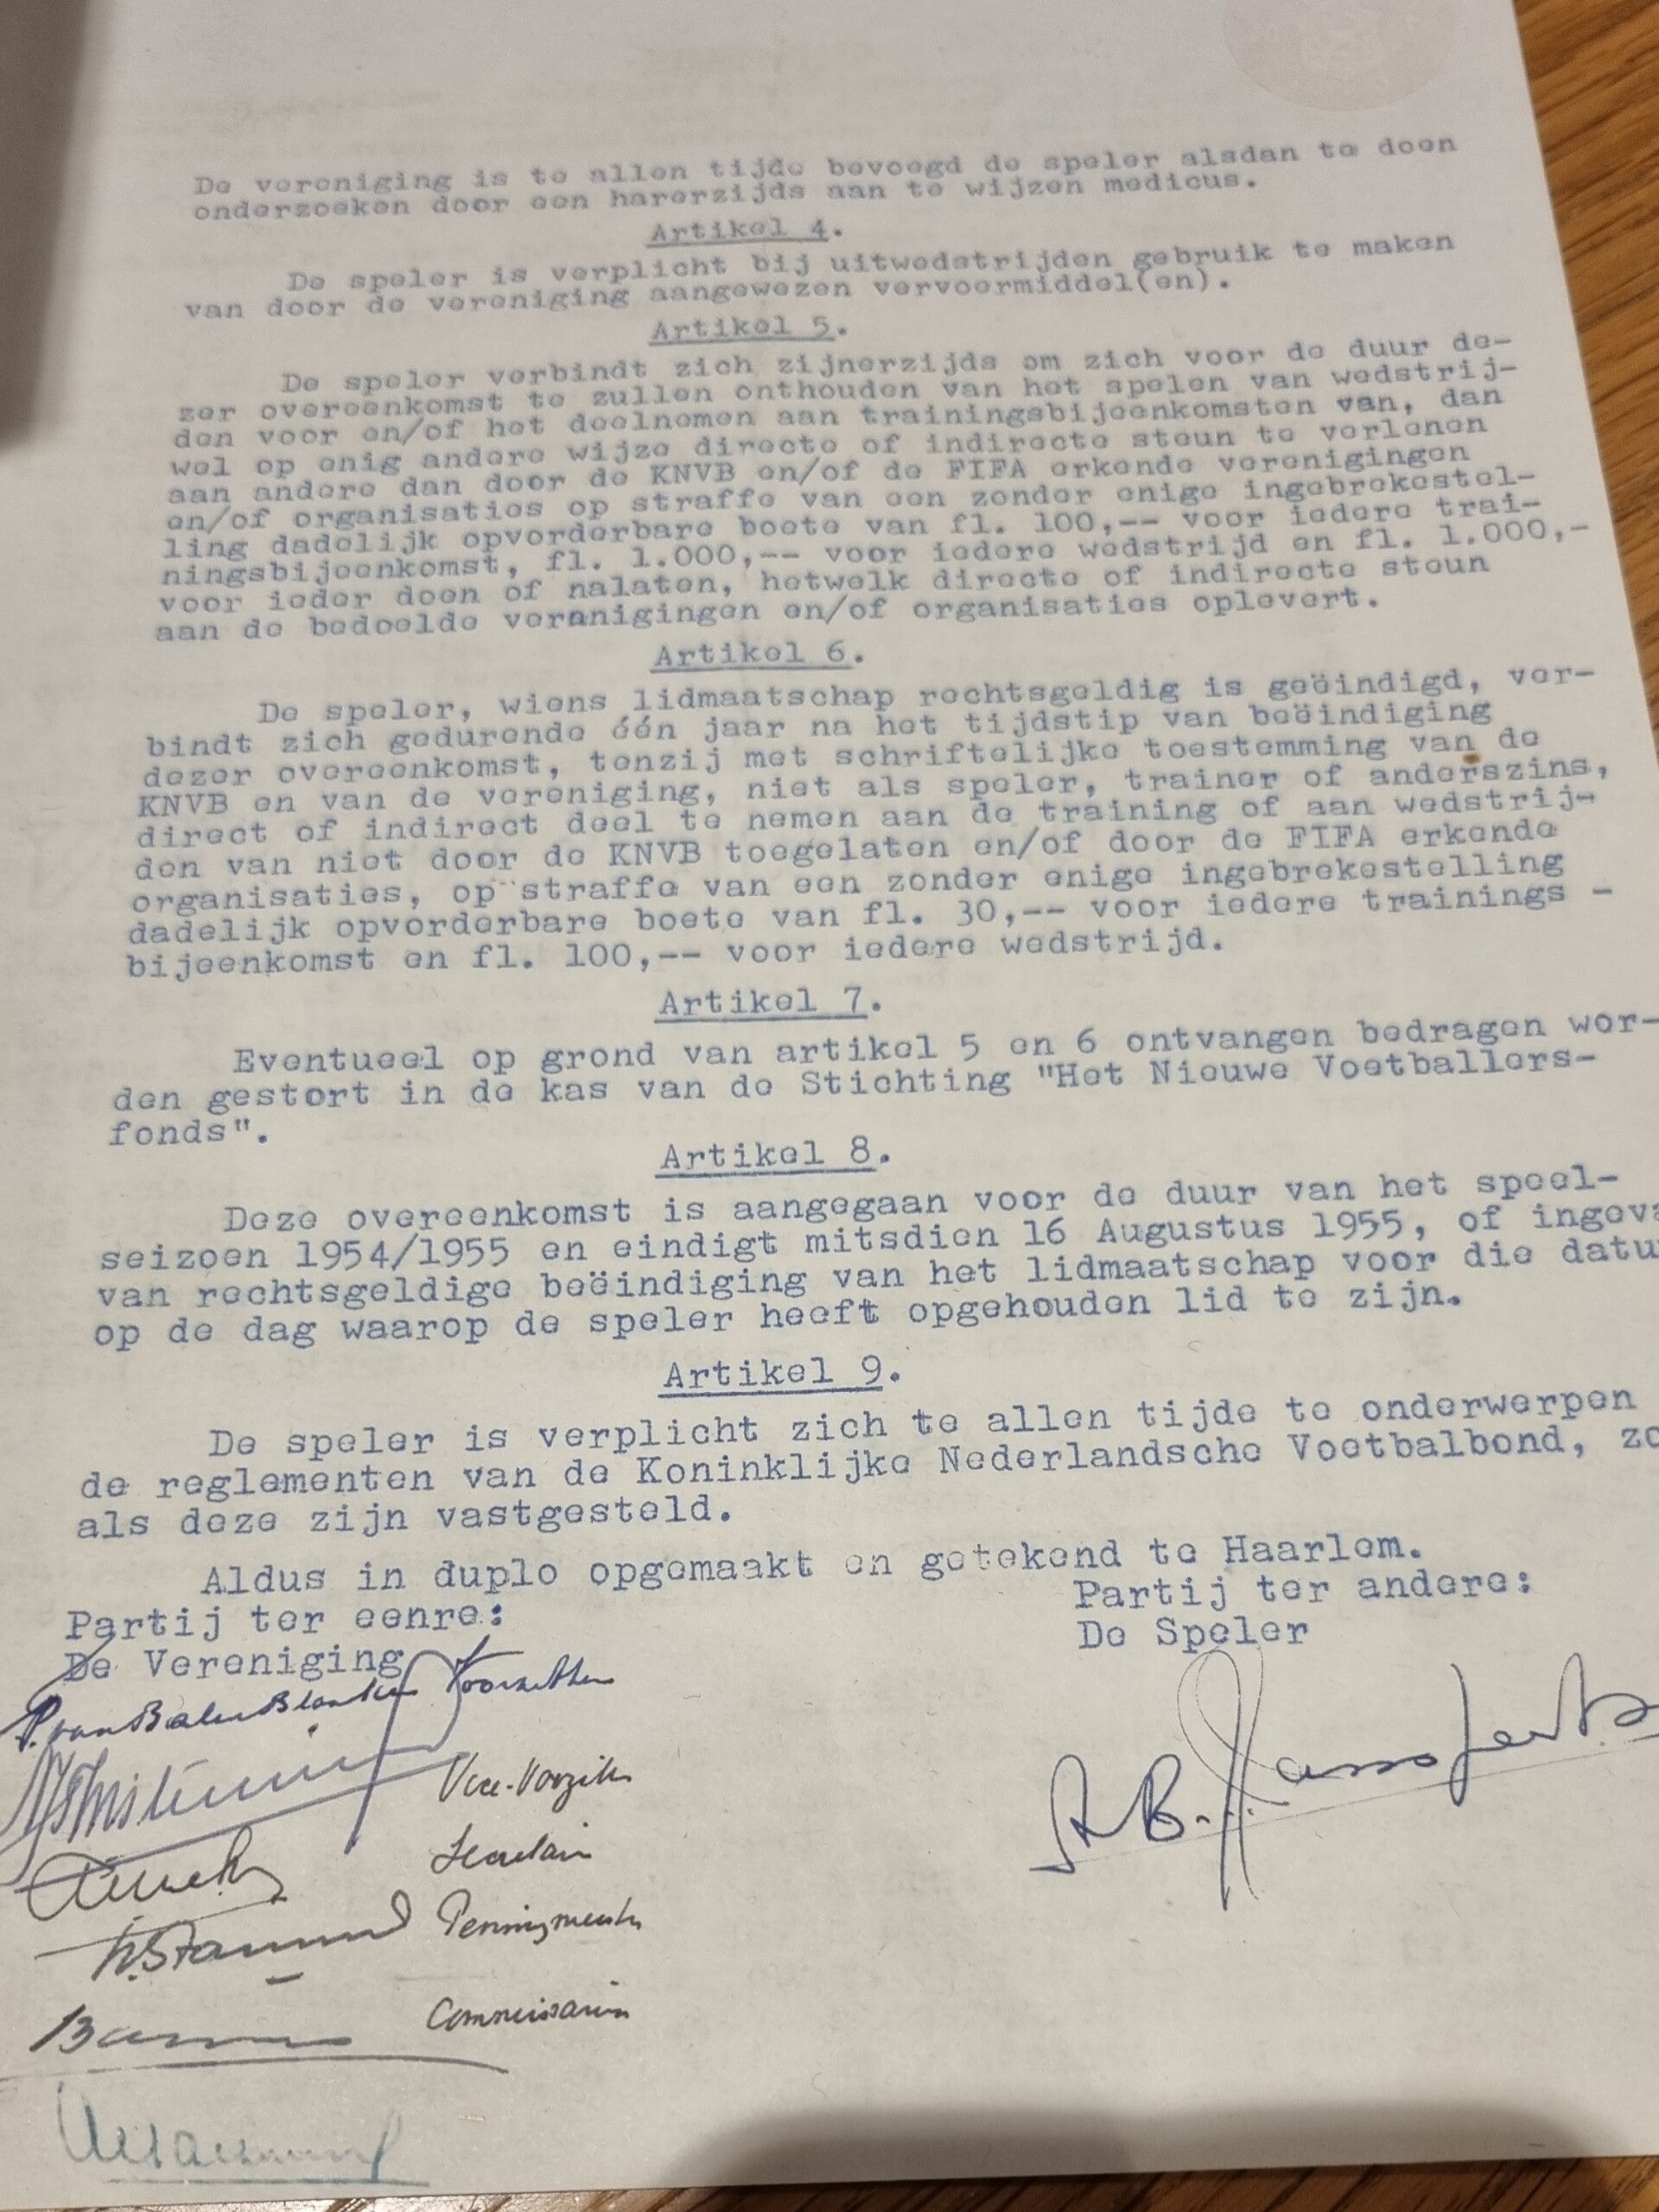 De vereniging is te allen tijde bevoegd de speler alsdan te doen
onderzoeken door een harerzijds aan te wijzen medicus.
Artikel 4.
De speler is verplicht bij uitwedstrijden gebruik te maken
van door de vereniging aangewezen vervoermiddel(en).
Artikel 5.
De speler verbindt zich zijnerzijds om zich voor de duur de-
zer overeenkomst te zullen onthouden van het spelen van wedstrij-
den voor en/of het deelnemen aan trainingsbijeenkomsten van, dan
wel op enig andere wijze directe of indirecte steun te verlenen
aan andere dan door de KNVB en/of de FIFA erkende verenigingen
en/of organisaties op straffe van een zonder enige ingebrekestel-
ling dadelijk opvorderbare boete van fl. 100,-- voor iedere trai-
ningsbijeenkomst, fl. 1.000,-- voor iedere wedstrijd en fl. 1.000,-
voor ieder doen of nalaten, hetwelk directe of indirecte steun
aan de bedoelde verenigingen en/of organisaties oplevert.
Artikel 6.
De speler, wiens lidmaatschap rechtsgeldig is geëindigd, ver-
bindt zich gedurende één jaar na het tijdstip van beëindiging
dezer overeenkomst, tenzij met schriftelijke toestemming van de
KNVB en van de vereniging, niet als speler, trainer of anderszins,
direct of indirect deel te nemen aan de training of aan wedstrij-
den van niet door de KNVB toegelaten en/of door de FIFA erkende
organisaties, op straffe van een zonder enige ingebrekestelling
dadelijk opvorderbare boete van fl. 30,-- voor iedere trainings -
bijeenkomst en fl. 100,-- voor iedere wedstrijd.
Artikel 7.
Eventueel op grond van artikel 5 en 6 ontvangen bedragen wor-
den gestort in de kas van de Stichting "Het Nieuwe Voetballers-
fonds".
Artikel 8.
Deze overeenkomst is aangegaan voor de duur van het speel-
seizoen 1954/1955 en eindigt mitsdien 16 Augustus 1955, of ingeva
van rechtsgeldige beëindiging van het lidmaatschap voor die datu
op de dag waarop de speler heeft opgehouden lid te zijn.
Artikel 9.
De speler is verplicht zich te allen tijde te onderwerpen
de reglementen van de Koninklijke Nederlandsche Voetbalbond, zo
als deze zijn vastgesteld.
Aldus in duplo opgemaakt en getekend te Haarlem.
Partij ter eenre:
Partij ter andere:
De Vereniging
De Speler
P. van Balen Blanken Voorzitter
Vice-Voorzitter
Secretaris
Penningmeester
Commissaris